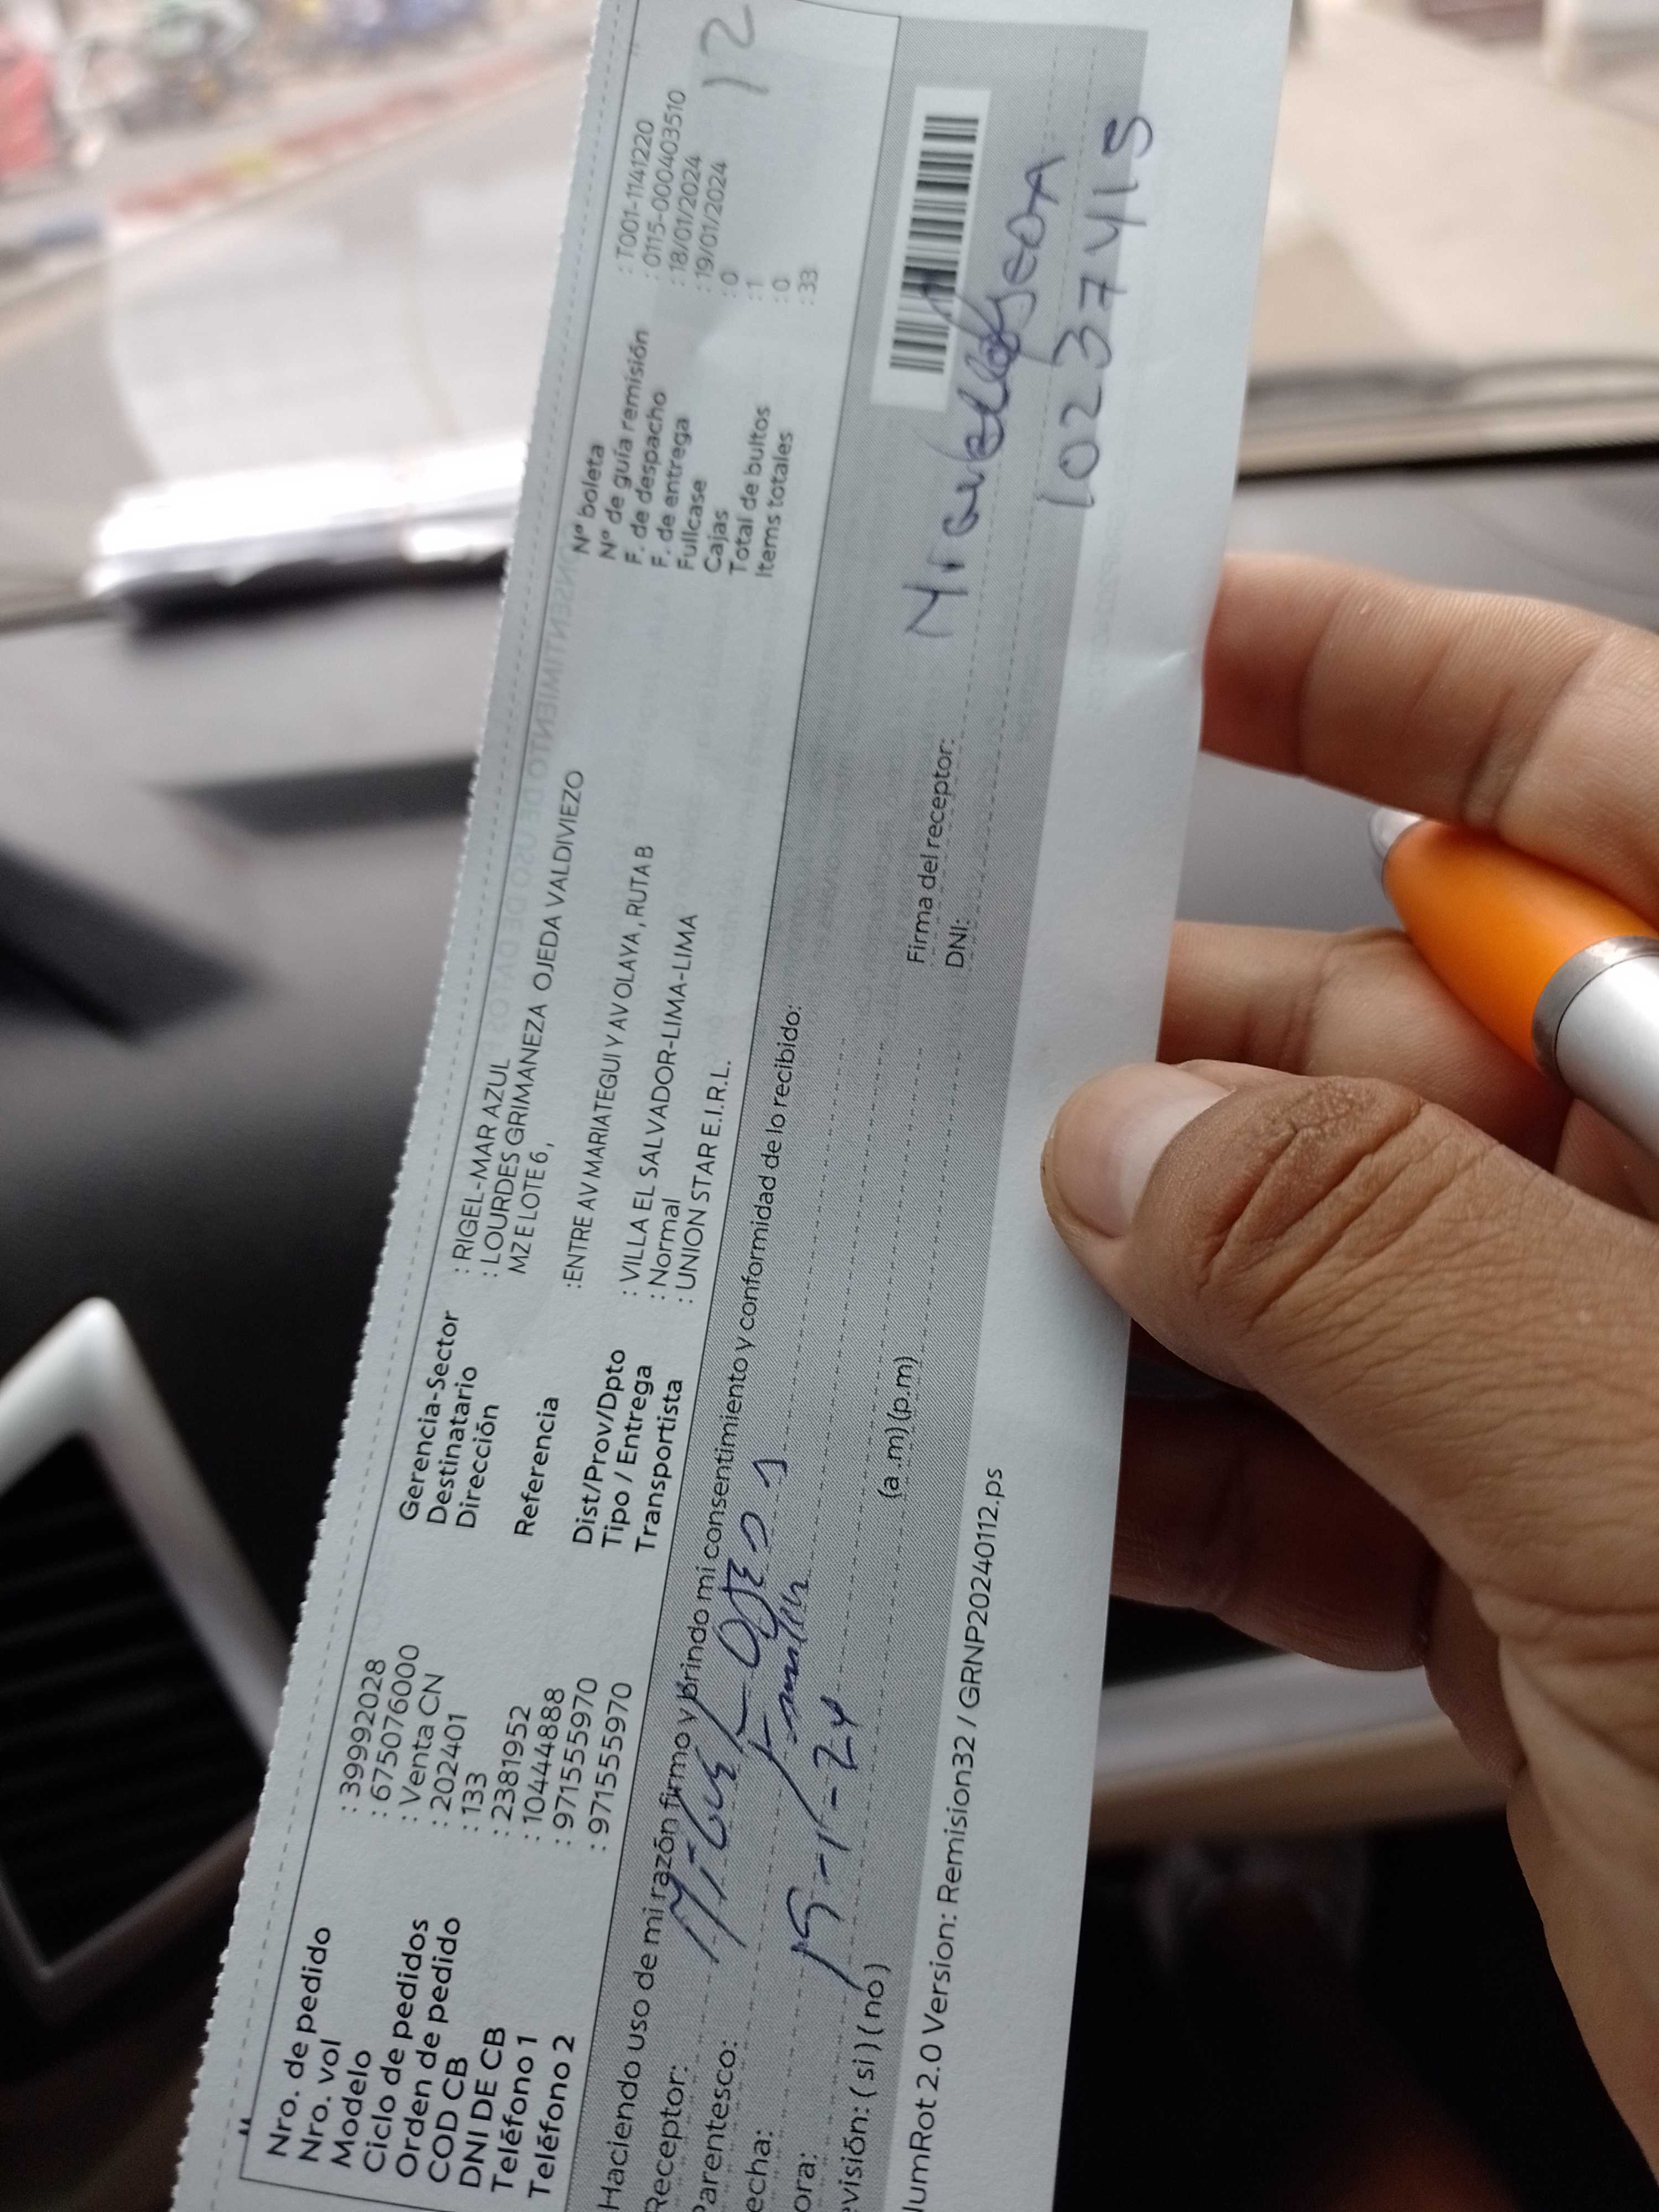 Nro. de pedido : 39992028
Nro. vol : 675076000
Modelo : Venta CN
Ciclo de pedidos : 202401
Orden de pedido : 133
COD CB : 2381952
DNI DE CB : 10444888
Teléfono 1 : 971555970
Teléfono 2 : 971555970
Gerencia-Sector : RIGEL-MAR AZUL
Destinatario : LOURDES GRIMANEZA OJEDA VALDIVIEZO
Dirección MZ E LOTE 6,
Referencia :ENTRE AV MARIATEGUI Y AV OLAYA, RUTA B
Dist/Prov/Dpto : VILLA EL SALVADOR-LIMA-LIMA
Tipo / Entrega : Normal
Transportista : UNION STAR E.I.R.L.
N° boleta : T001-1141220
N° de guía remisión : 0115-000403510
F. de despacho : 18/01/2024
F. de entrega : 19/01/2024
Fullcase : 0
Cajas : 1
Total de bultos : 0
Items totales : 33
12
Haciendo uso de mi razón firmo y brindo mi consentimiento y conformidad de lo recibido:
Receptor:
Parentesco:
echa: 19-1-24
ora: (a.m)(p.m)
evisión: (si) (no)
Firma del receptor:
DNI: 10237415
lumRot 2.0 Version: Remision32 / GRNP20240112.ps